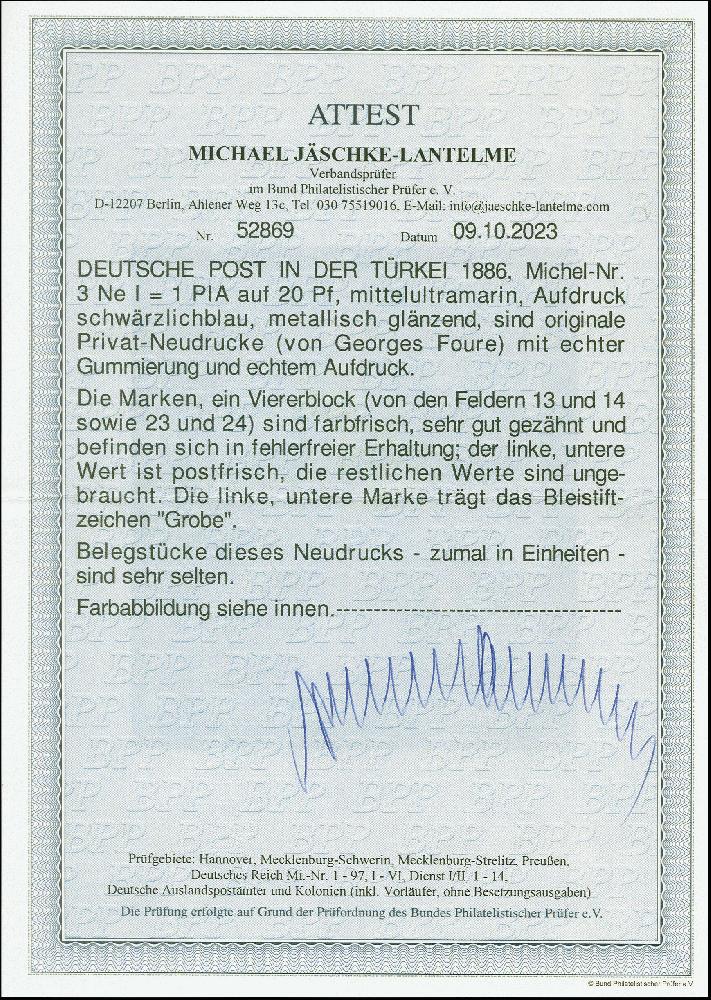 ATTEST
MICHAEL JÄSCHKE-LANTELME
Verbandsprüfer
im Bund Philatelistischer Prüfer e. V.
D-12207 Berlin, Ahlener Weg 13c, Tel. 030 75519016. E-Mail: info@jaeschke-lantelme.com
Nr. 52869 Datum 09.10.2023
DEUTSCHE POST IN DER TÜRKEI 1886, Michel-Nr.
3 Ne I = 1 PIA auf 20 Pf, mittelultramarin, Aufdruck
schwärzlichblau, metallisch glänzend, sind originale
Privat-Neudrucke (von Georges Foure) mit echter
Gummierung und echtem Aufdruck.
Die Marken, ein Viererblock (von den Feldern 13 und 14
sowie 23 und 24) sind farbfrisch, sehr gut gezähnt und
befinden sich in fehlerfreier Erhaltung; der linke, untere
Wert ist postfrisch, die restlichen Werte sind unge-
braucht. Die linke, untere Marke trägt das Bleistift-
zeichen "Grobe".
Belegstücke dieses Neudrucks - zumal in Einheiten -
sind sehr selten.
Farbabbildung siehe innen.--------------------------------------
Prüfgebiete: Hannover, Mecklenburg-Schwerin, Mecklenburg-Strelitz, Preußen,
Deutsches Reich Mi.-Nr. 1 - 97, I - VI, Dienst I/II, 1 - 14,
Deutsche Auslandspostämter und Kolonien (inkl. Vorläufer, ohne Besetzungsausgaben)
Die Prüfung erfolgte auf Grund der Prüfordnung des Bundes Philatelistischer Prüfer e.V.
© Bund Philatelistischer Prüfer e.V.